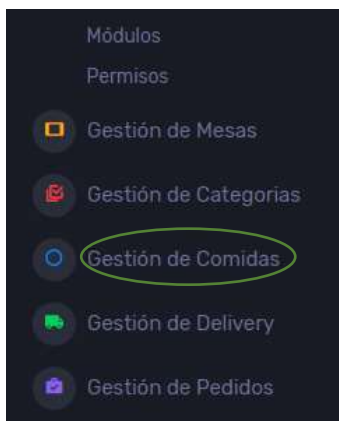 Módulos
Permisos
Gestión de Mesas
Gestión de Categorias
Gestión de Comidas
Gestión de Delivery
Gestión de Pedidos